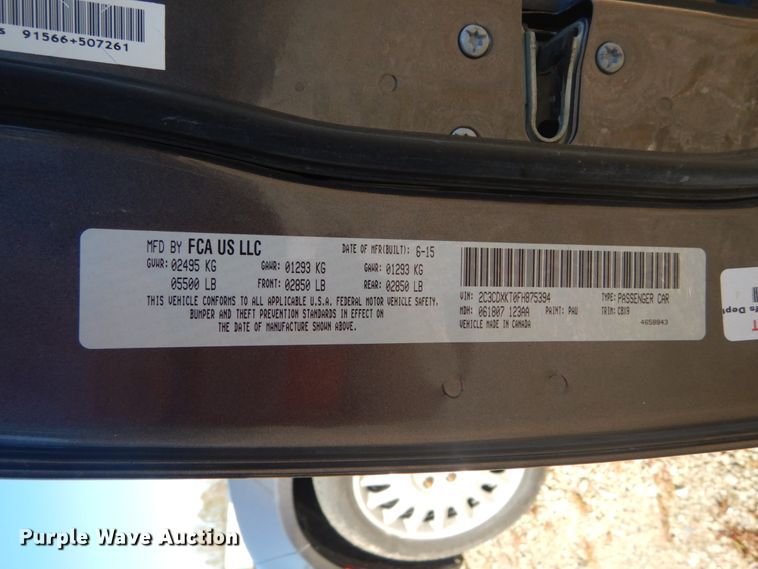 91566+507261
MFD BY FCA US LLC DATE OF MFR(BUILT): 6-15
GVWR: 02495 KG GAWR: 01293 KG GAWR: 01293 KG
05500 LB FRONT: 02850 LB REAR: 02850 LB
THIS VEHICLE CONFORMS TO ALL APPLICABLE U.S.A. FEDERAL MOTOR VEHICLE SAFETY,
BUMPER AND THEFT PREVENTION STANDARDS IN EFFECT ON
THE DATE OF MANUFACTURE SHOWN ABOVE.
VIN: 2C3CDXKT0FH875394 TYPE: PASSENGER CAR
MDH: 061807 123AA PAINT: PAU TRIM: CBX9
VEHICLE MADE IN CANADA 4658843
Purple Wave Auction